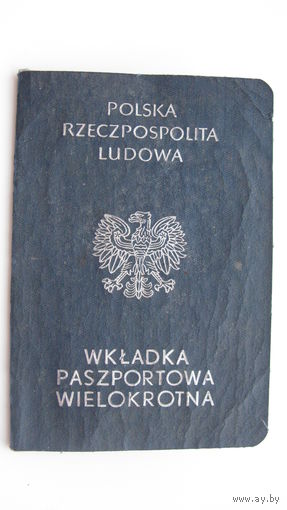 POLSKA
RZECZPOSPOLITA
LUDOWA
WKŁADKA
PASZPORTOWA
WIELOKROTNA
www.ay.by